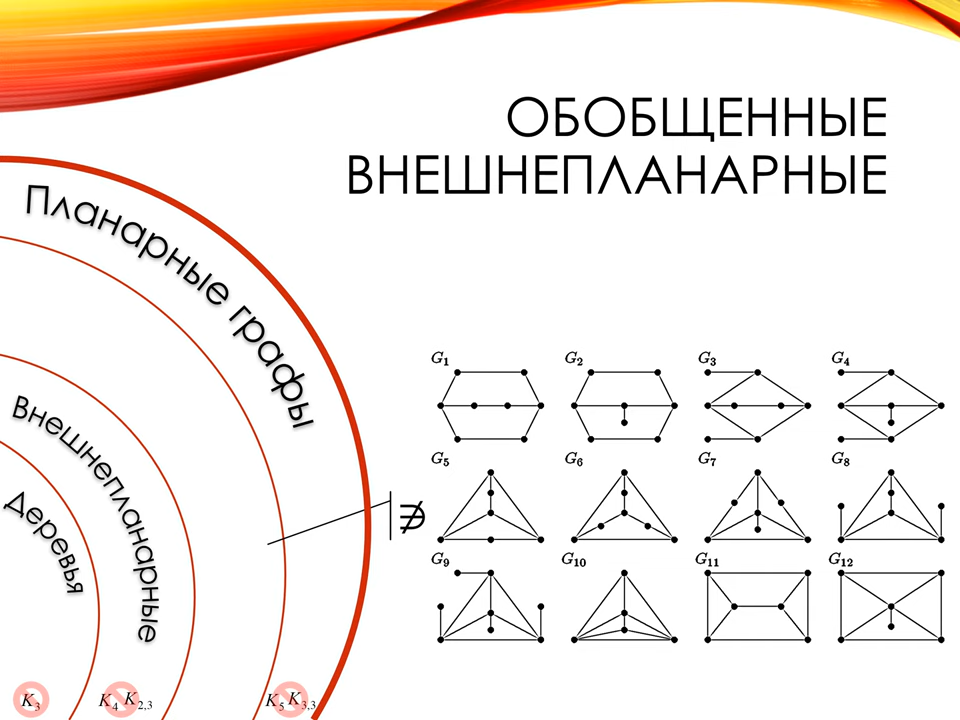 ОБОБЩЕННЫЕ
ВНЕШНЕПЛАНАРНЫЕ
Планарные графы
Внешнепланарные
Деревья
∌
G₁ G₂ G₃ G₄
G₅ G₆ G₇ G₈
G₉ G₁₀ G₁₁ G₁₂
K₃ K₄ K₂,₃ K₅ K₃,₃